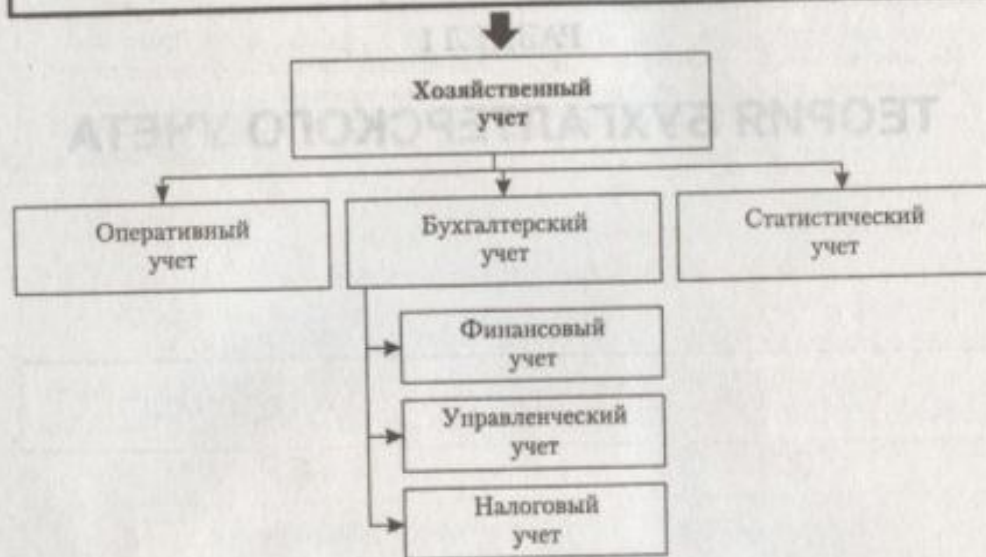 Хозяйственный
учет
Оперативный
учет
Бухгалтерский
учет
Статистический
учет
Финансовый
учет
Управленческий
учет
Налоговый
учет